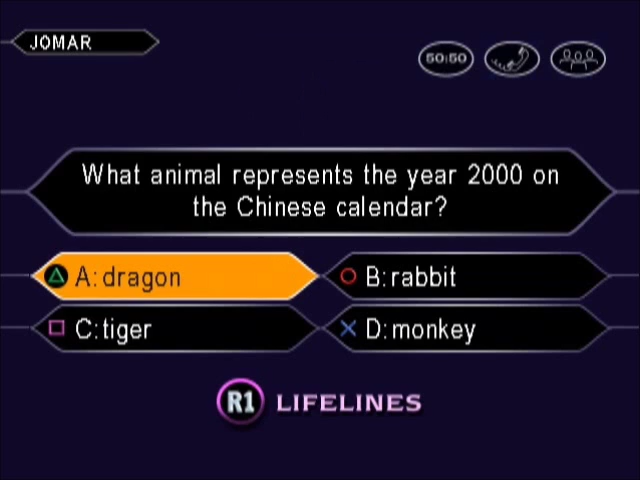 JOMAR
50:50
What animal represents the year 2000 on
the Chinese calendar?
A: dragon
B: rabbit
C: tiger
D: monkey
R1 LIFELINES